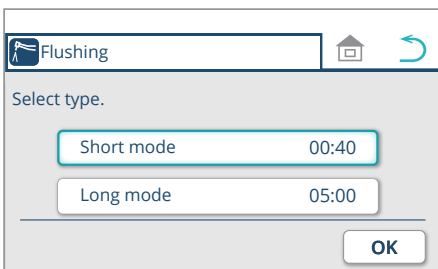 Flushing
Select type.
Short mode 00:40
Long mode 05:00
OK